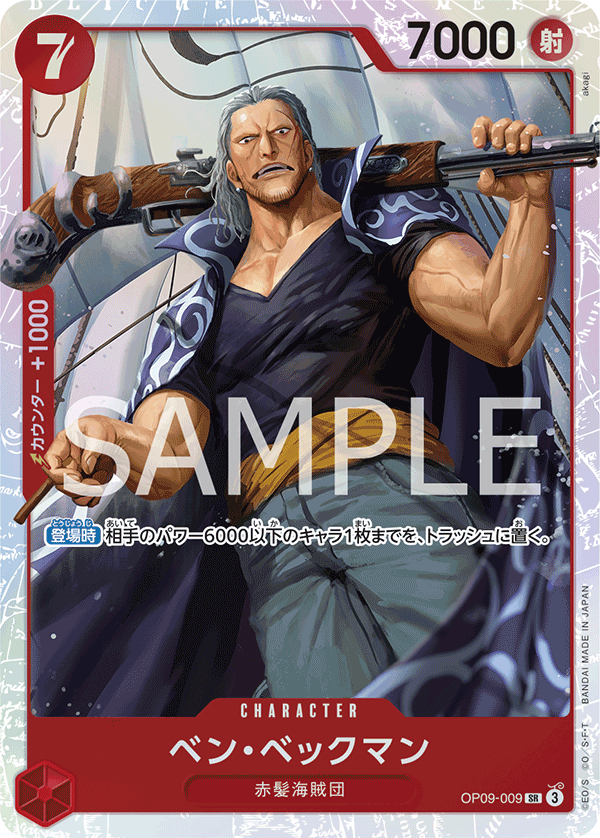 7
7000
射
akagi
カウンター +1000
SAMPLE
登場時 相手のパワー6000以下のキャラ1枚までを、トラッシュに置く。
CHARACTER
ベン・ベックマン
赤髪海賊団
OP09-009 SR 3
©E.O/S ©O/S・F・T BANDAI MADE IN JAPAN